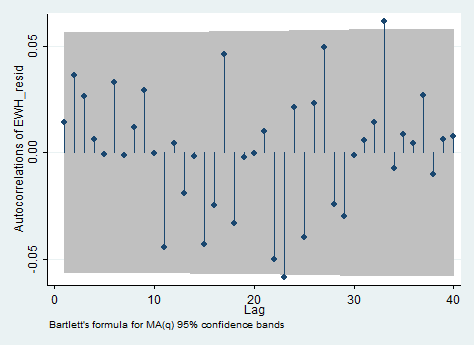 Autocorrelations of EWH_resid
0.05
0.00
-0.05
0
10
20
30
40
Lag
Bartlett's formula for MA(q) 95% confidence bands